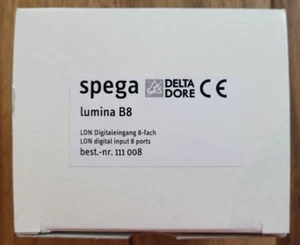 spega DELTA DORE CE
lumina B8
LON Digitaleingang 8-fach
LON digital input 8 ports
best.-nr. 111 008